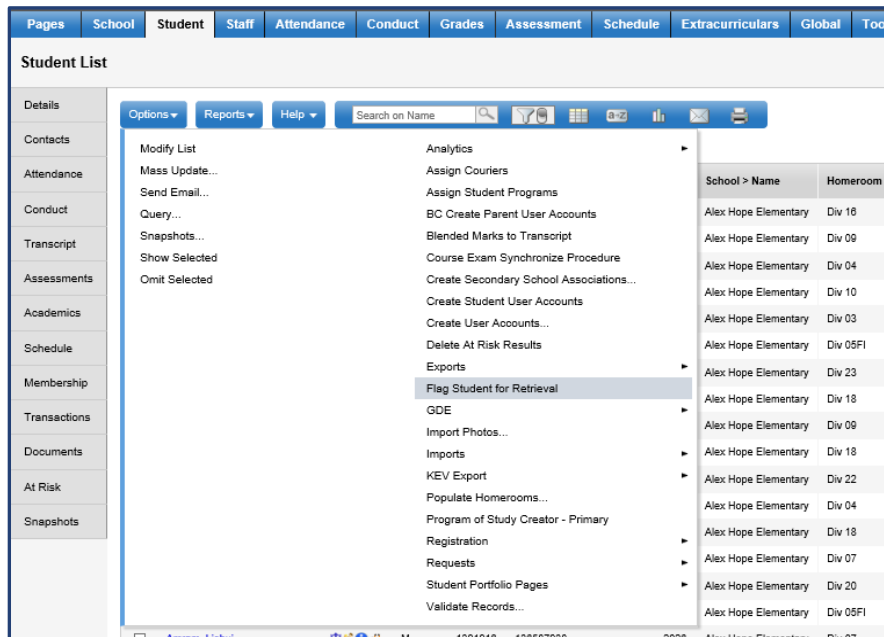 Pages School Student Staff Attendance Conduct Grades Assessment Schedule Extracurriculars Global Too
Student List
Details
Contacts
Attendance
Conduct
Transcript
Assessments
Academics
Schedule
Membership
Transactions
Documents
At Risk
Snapshots
Options Reports Help Search on Name a-z
Modify List
Mass Update...
Send Email...
Query...
Snapshots...
Show Selected
Omit Selected
Analytics
Assign Couriers
Assign Student Programs
BC Create Parent User Accounts
Blended Marks to Transcript
Course Exam Synchronize Procedure
Create Secondary School Associations...
Create Student User Accounts
Create User Accounts...
Delete At Risk Results
Exports
Flag Student for Retrieval
GDE
Import Photos...
Imports
KEV Export
Populate Homerooms...
Program of Study Creator - Primary
Registration
Requests
Student Portfolio Pages
Validate Records...
School > Name Homeroom
Alex Hope Elementary Div 16
Alex Hope Elementary Div 09
Alex Hope Elementary Div 04
Alex Hope Elementary Div 10
Alex Hope Elementary Div 03
Alex Hope Elementary Div 05FI
Alex Hope Elementary Div 23
Alex Hope Elementary Div 18
Alex Hope Elementary Div 09
Alex Hope Elementary Div 18
Alex Hope Elementary Div 22
Alex Hope Elementary Div 04
Alex Hope Elementary Div 18
Alex Hope Elementary Div 07
Alex Hope Elementary Div 20
Alex Hope Elementary Div 05FI